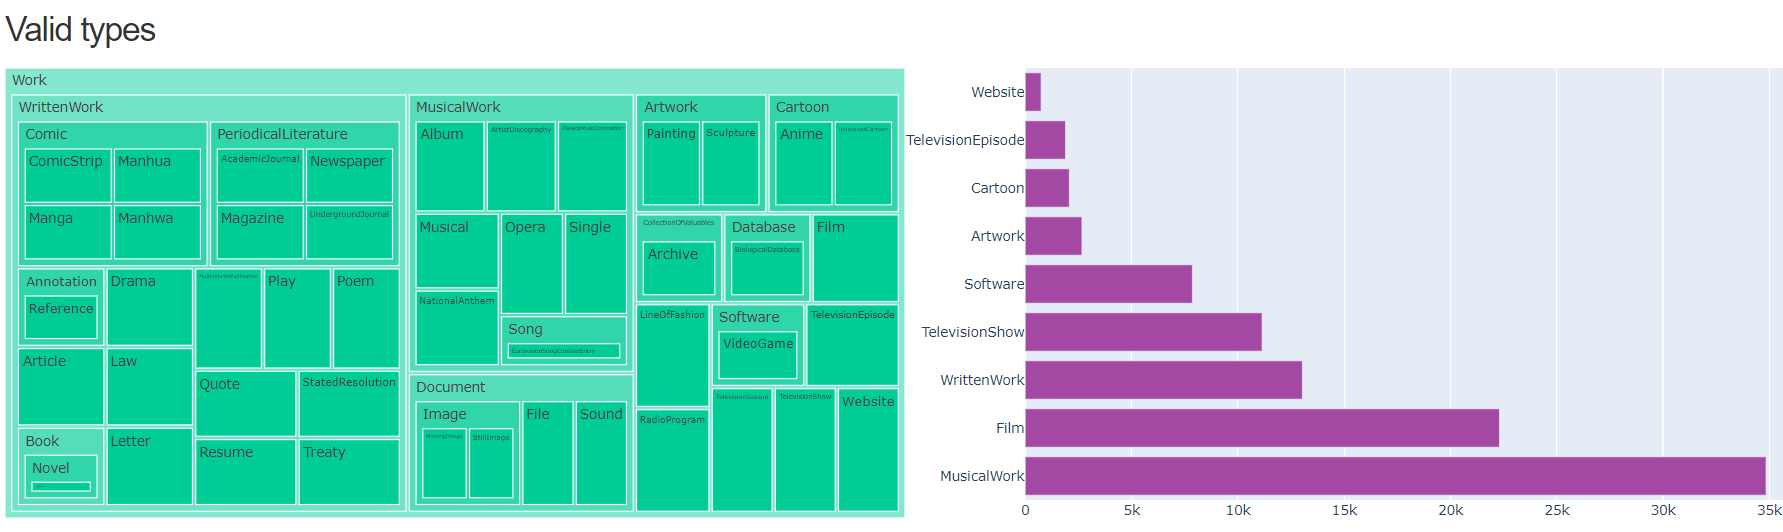 Valid types
Work
WrittenWork
Comic
ComicStrip
Manhua
Manga
Manhwa
PeriodicalLiterature
AcademicJournal
Newspaper
Magazine
UndergroundJournal
Annotation
Reference
Drama
MultiVolumePublication
Play
Poem
Article
Law
Quote
StatedResolution
Book
Novel
Letter
Resume
Treaty
MusicalWork
Album
ArtistDiscography
ClassicalMusicComposition
Musical
Opera
Single
NationalAnthem
Song
EurovisionSongContestEntry
Document
Image
MovingImage
StillImage
File
Sound
Artwork
Painting
Sculpture
Cartoon
Anime
HollywoodCartoon
CollectionOfValuables
Archive
Database
BiologicalDatabase
Film
LineOfFashion
Software
VideoGame
TelevisionEpisode
RadioProgram
TelevisionSeason
TelevisionShow
Website
Website
TelevisionEpisode
Cartoon
Artwork
Software
TelevisionShow
WrittenWork
Film
MusicalWork
0 5k 10k 15k 20k 25k 30k 35k